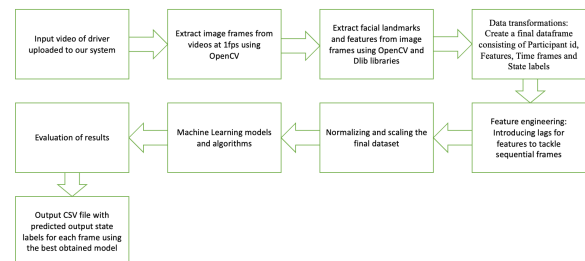 Input video of driver
uploaded to our system
Extract image frames from
videos at 1fps using
OpenCV
Extract facial landmarks and
features from image
frames using OpenCV and
Dlib libraries
Data transformations:
Create a final dataframe
consisting of Participant id,
Features, Time frames and
State labels
Feature engineering:
Introducing lags for
features to tackle
sequential frames
Normalizing and scaling the
final dataset
Machine Learning models
and algorithms
Evaluation of results
Output CSV file with
predicted output state
labels for each frame using
the best obtained model